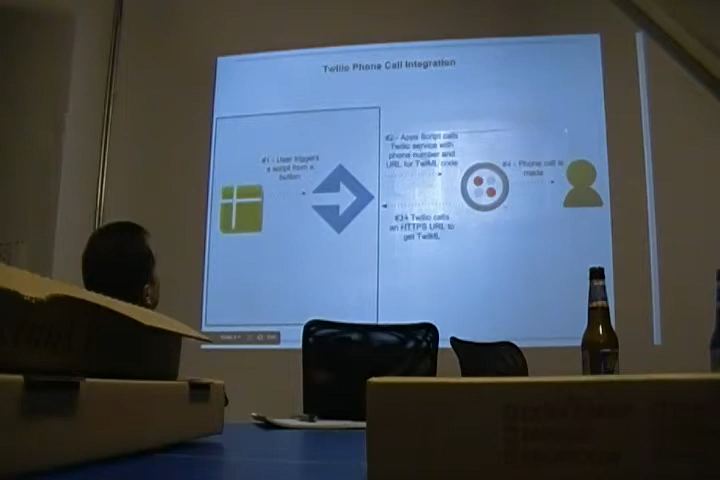 Twilio Phone Call Integration
#1 - User triggers
a script from a
button
#2 - Apps Script calls
Twilio service with
phone number and
URL for TwiML code
#3 - Twilio calls
an HTTPS URL to
get TwiML
#4 - Phone call is
made